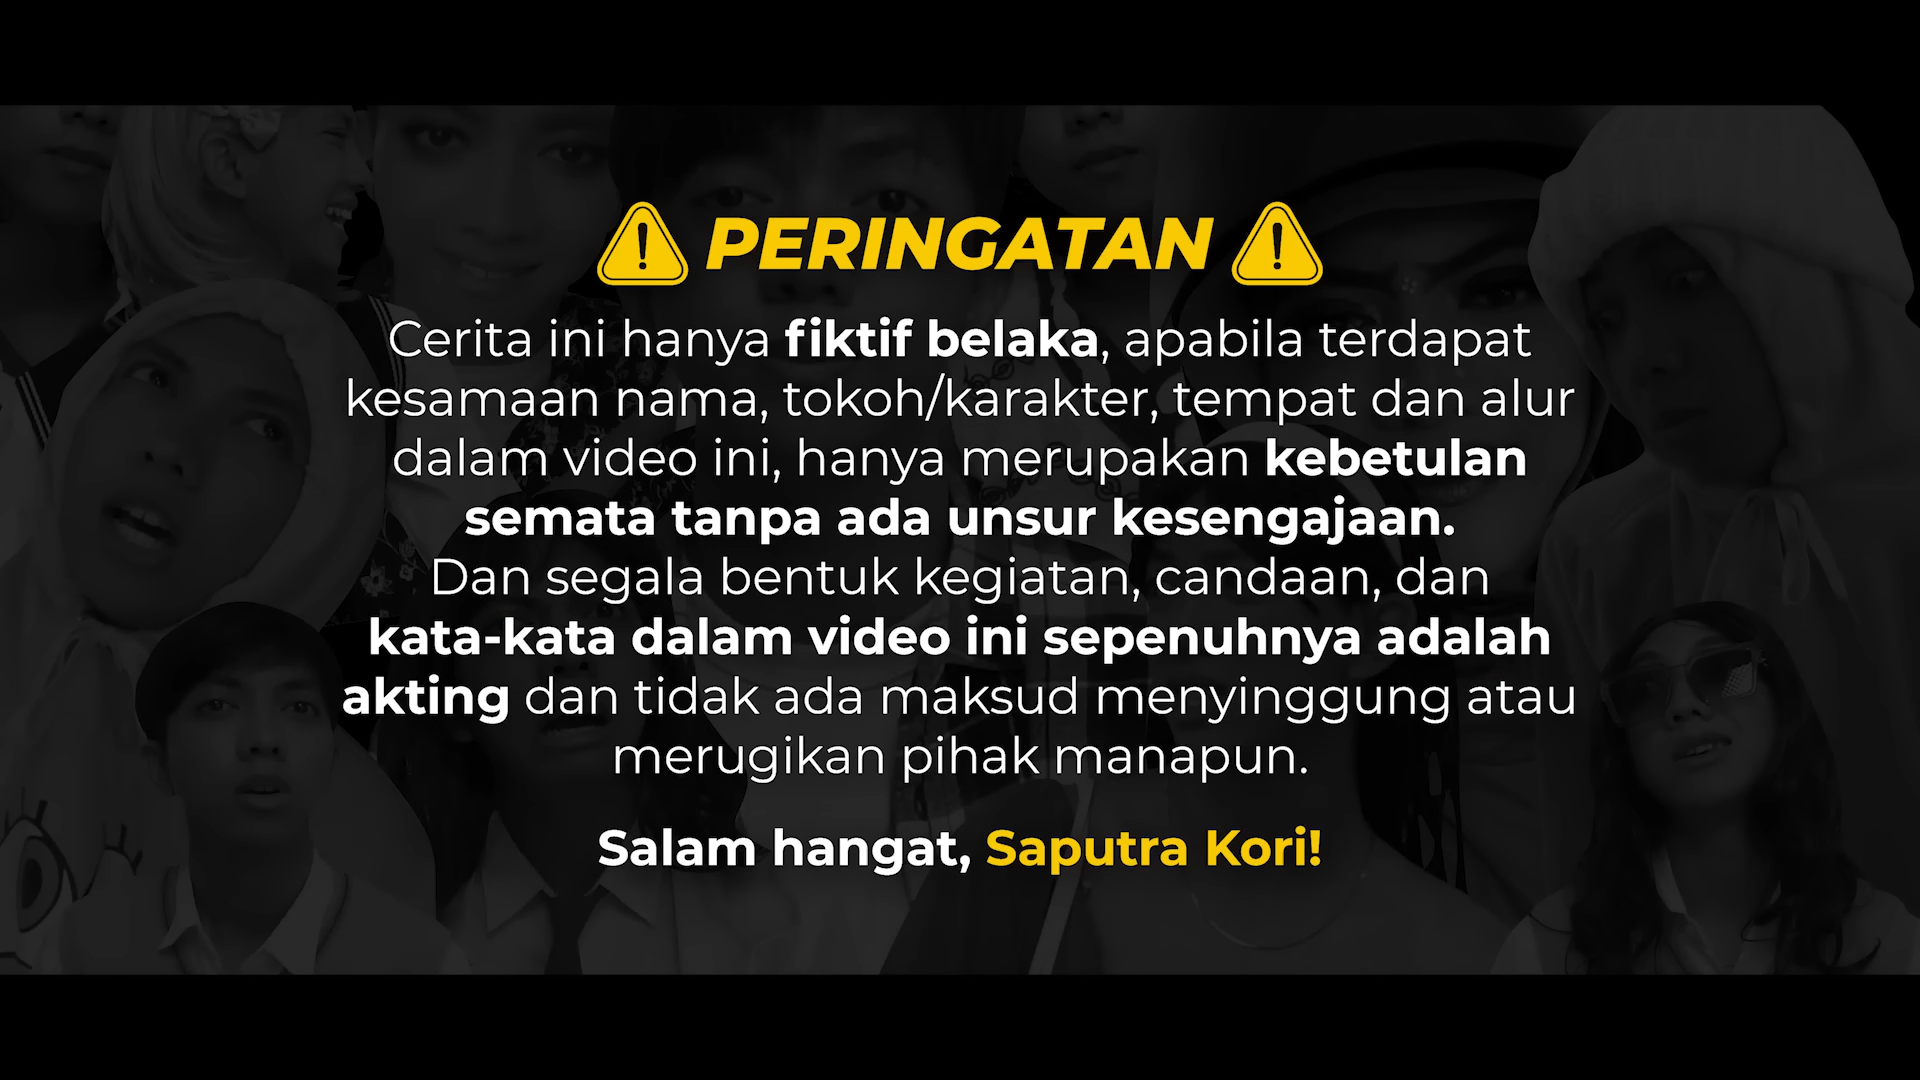 PERINGATAN
Cerita ini hanya fiktif belaka, apabila terdapat
kesamaan nama, tokoh/karakter, tempat dan alur
dalam video ini, hanya merupakan kebetulan
semata tanpa ada unsur kesengajaan.
Dan segala bentuk kegiatan, candaan, dan
kata-kata dalam video ini sepenuhnya adalah
akting dan tidak ada maksud menyinggung atau
merugikan pihak manapun.
Salam hangat, Saputra Kori!